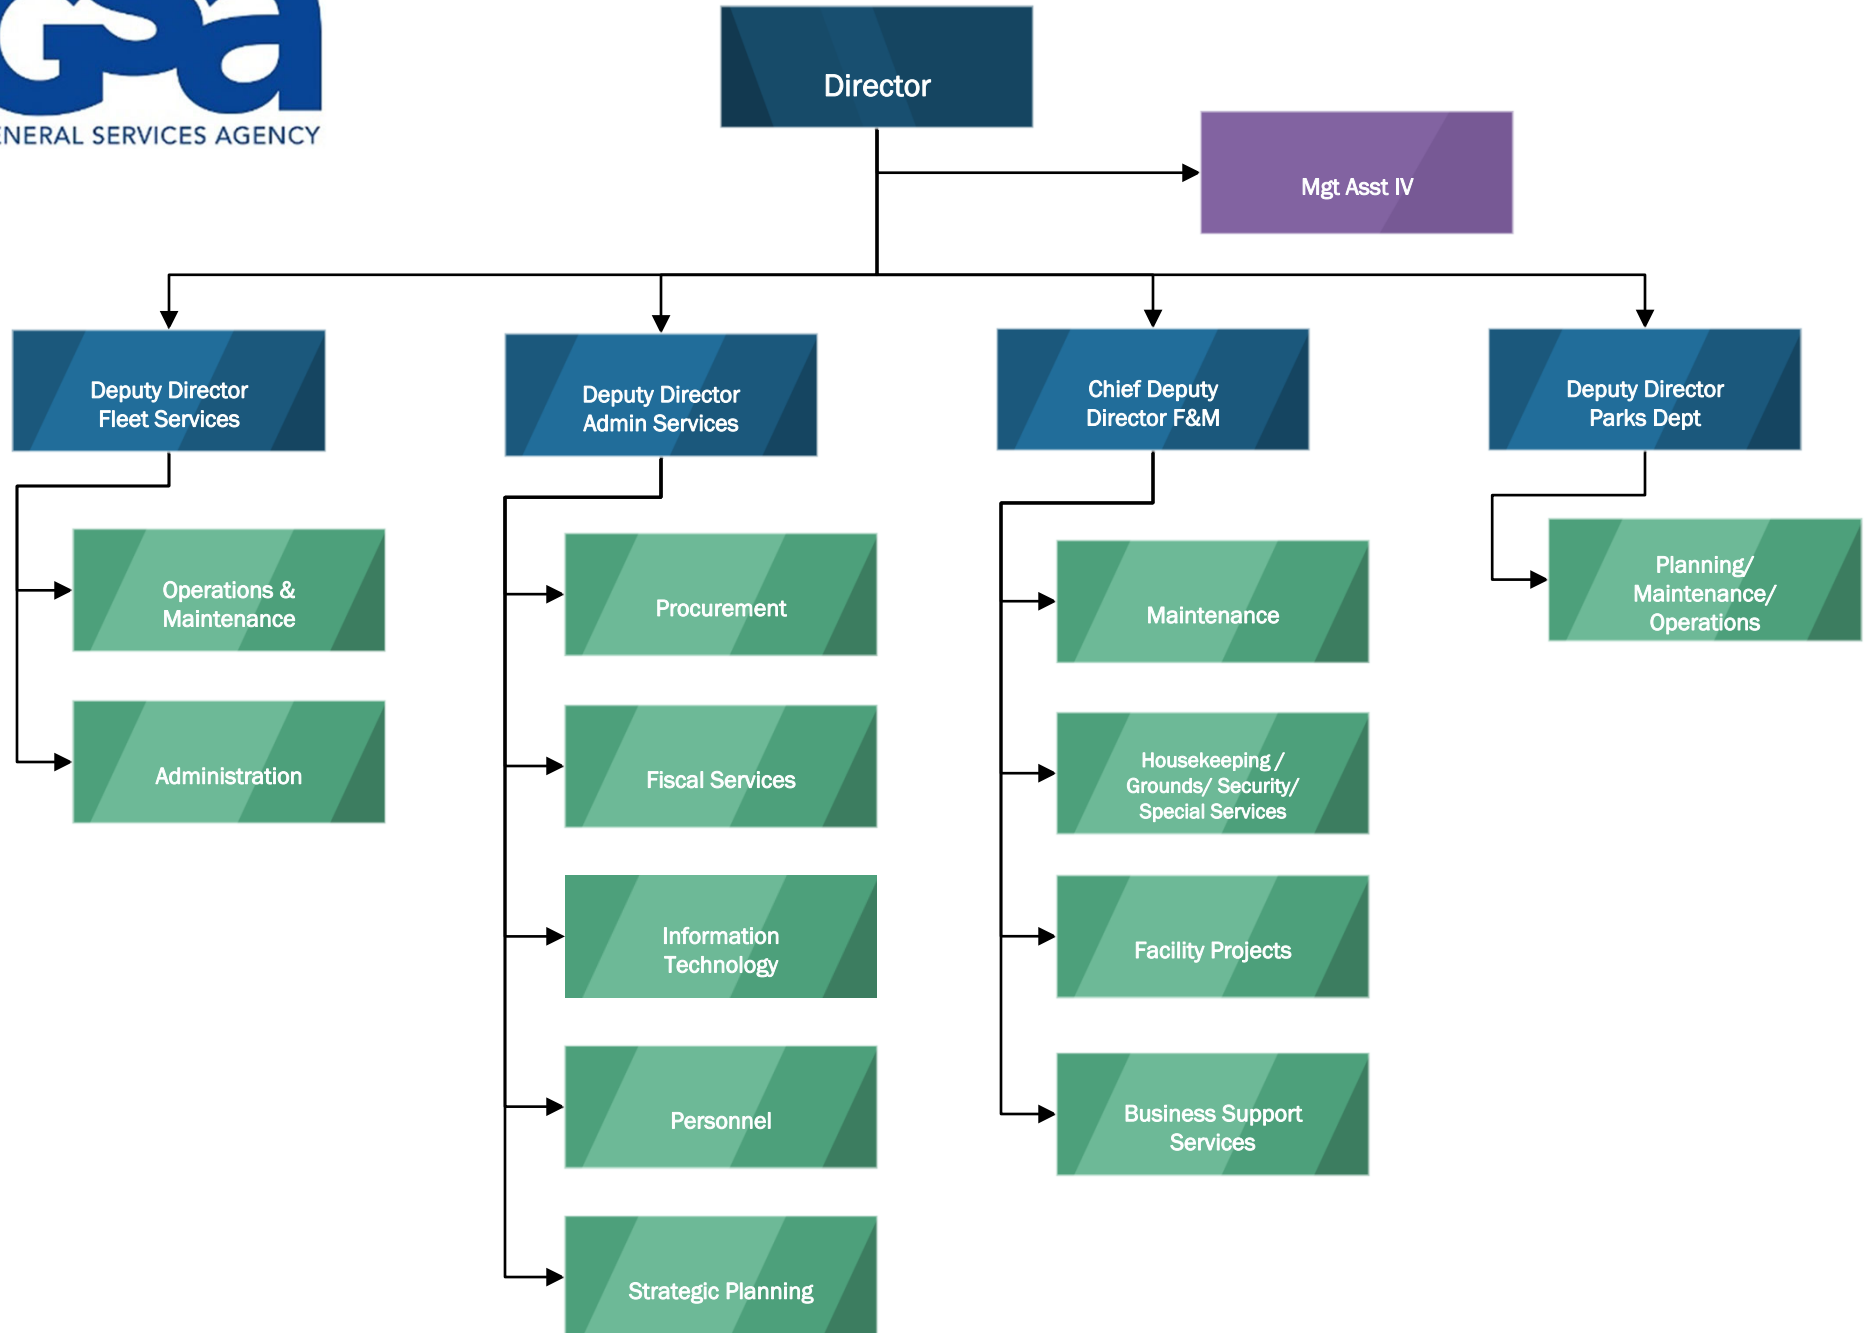 gsa
ENERAL SERVICES AGENCY
Director
Mgt Asst IV
Deputy Director
Fleet Services
Operations &
Maintenance
Administration
Deputy Director
Admin Services
Procurement
Fiscal Services
Information
Technology
Personnel
Strategic Planning
Chief Deputy
Director F&M
Maintenance
Housekeeping /
Grounds/ Security/
Special Services
Facility Projects
Business Support
Services
Deputy Director
Parks Dept
Planning/
Maintenance/
Operations